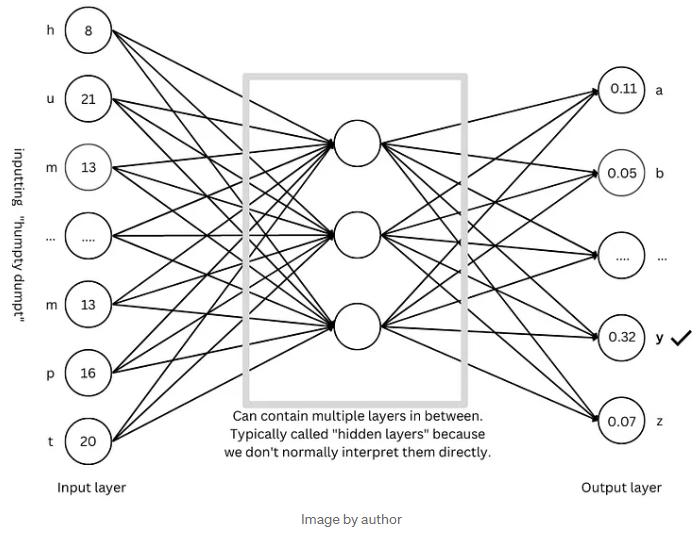 inputting "humpty dumpt"
h 8
u 21
m 13
... ....
m 13
p 16
t 20
Input layer
Can contain multiple layers in between.
Typically called "hidden layers" because
we don't normally interpret them directly.
0.11 a
0.05 b
.... ...
0.32 y ✓
0.07 z
Output layer
Image by author